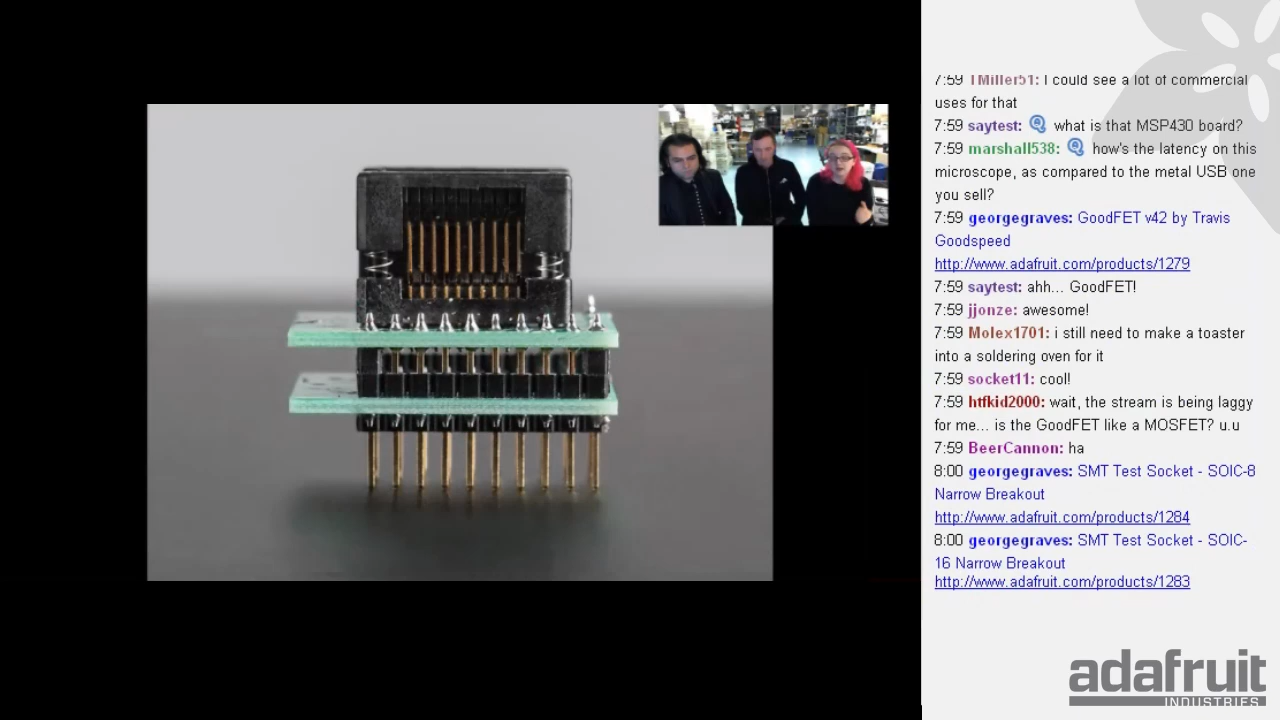 7:59 TMiller51: I could see a lot of commercial
uses for that
7:59 saytest: what is that MSP430 board?
7:59 marshall538: how's the latency on this
microscope, as compared to the metal USB one
you sell?
7:59 georgegraves: GoodFET v42 by Travis
Goodspeed
http://www.adafruit.com/products/1279
7:59 saytest: ahh... GoodFET!
7:59 jjonze: awesome!
7:59 Molex1701: i still need to make a toaster
into a soldering oven for it
7:59 socket11: cool!
7:59 htfkid2000: wait, the stream is being laggy
for me... is the GoodFET like a MOSFET? u.u
7:59 BeerCannon: ha
8:00 georgegraves: SMT Test Socket - SOIC-8
Narrow Breakout
http://www.adafruit.com/products/1284
8:00 georgegraves: SMT Test Socket - SOIC-
16 Narrow Breakout
http://www.adafruit.com/products/1283
adafruit
INDUSTRIES